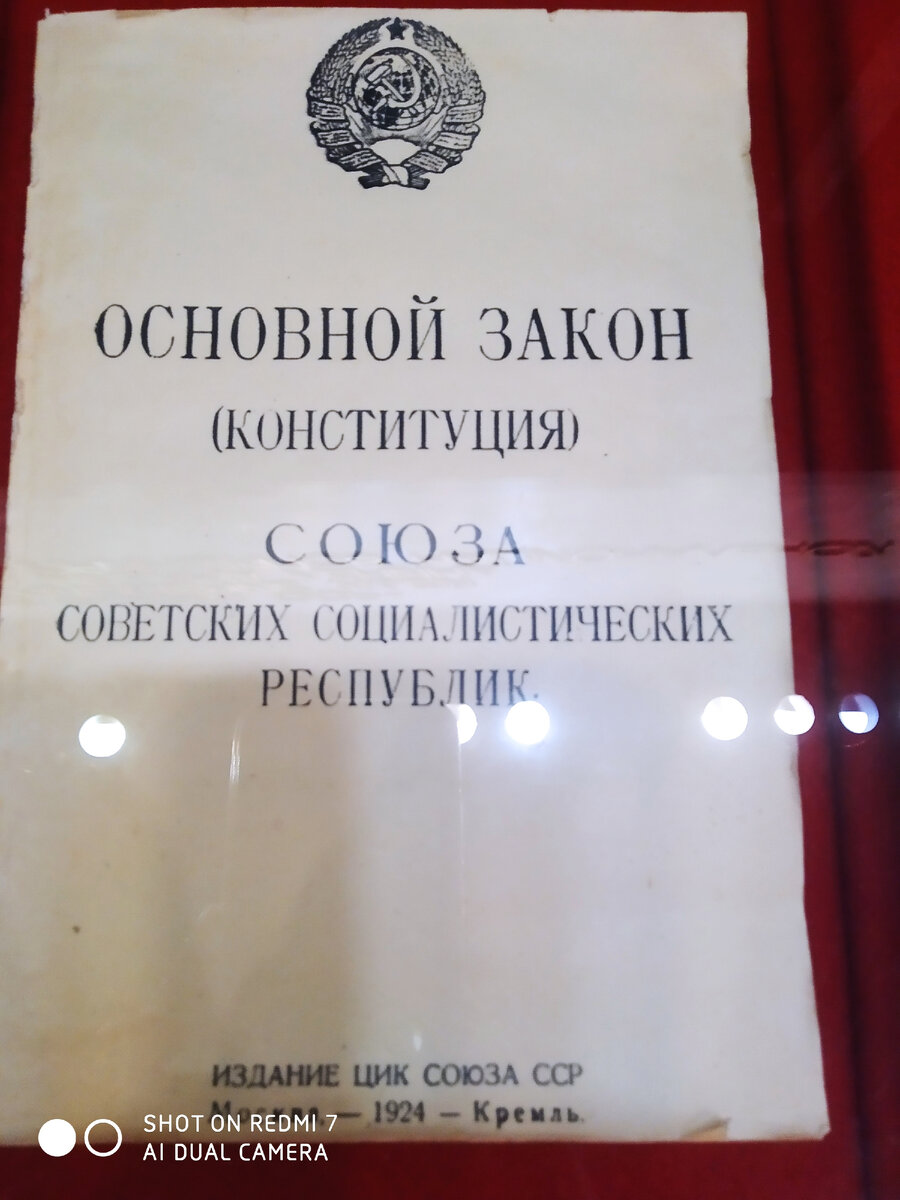 ОСНОВНОЙ ЗАКОН
(КОНСТИТУЦИЯ)
СОЮЗА
СОВЕТСКИХ СОЦИАЛИСТИЧЕСКИХ
РЕСПУБЛИК.
ИЗДАНИЕ ЦИК СОЮЗА ССР
Москва — 1924 — Кремль.
SHOT ON REDMI 7
AI DUAL CAMERA